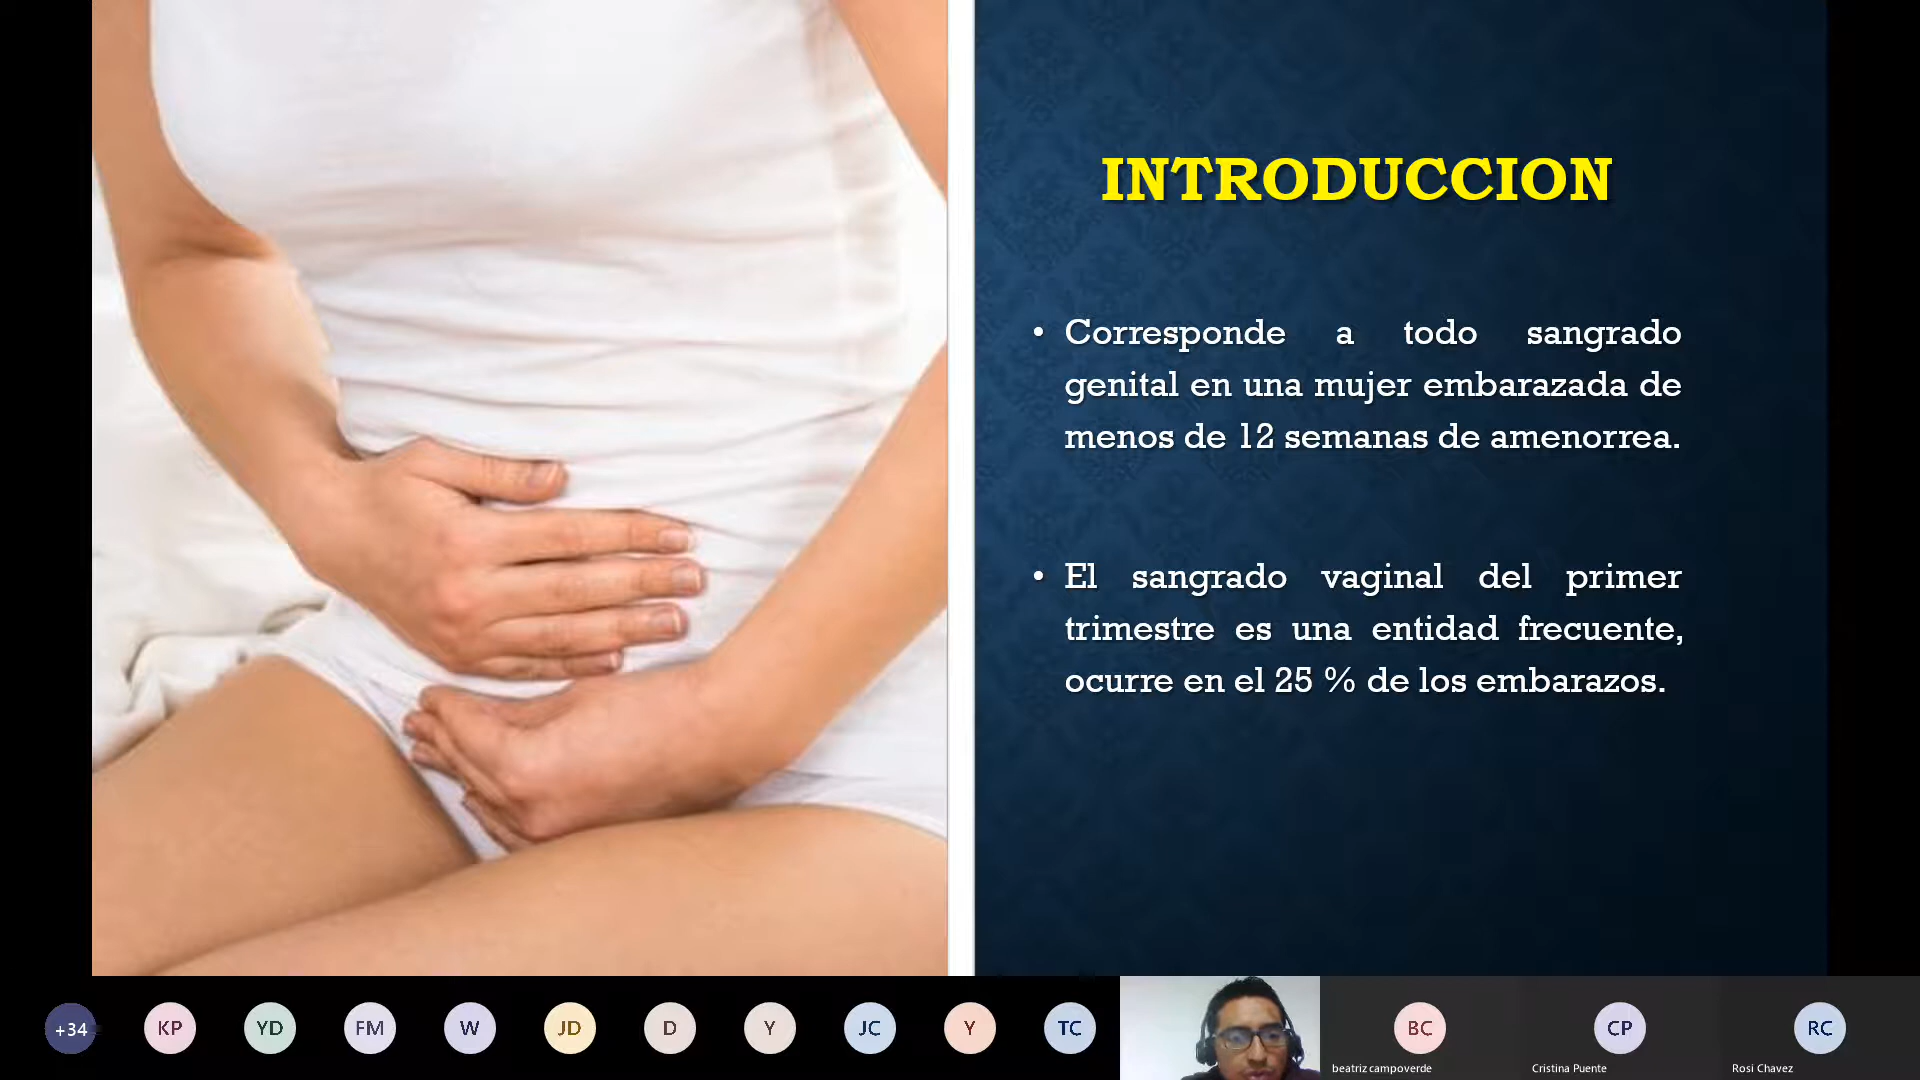 INTRODUCCION
• Corresponde a todo sangrado
genital en una mujer embarazada de
menos de 12 semanas de amenorrea.
• El sangrado vaginal del primer
trimestre es una entidad frecuente,
ocurre en el 25 % de los embarazos.
+34 KP YD FM W JD D Y JC Y TC BC CP RC
beatriz campoverde Cristina Puente Rosi Chavez